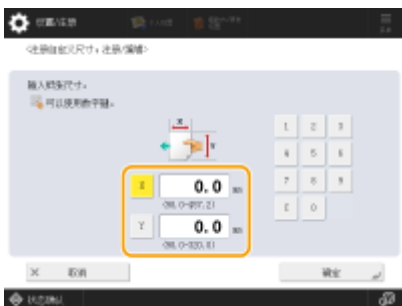 设置/注册
<注册自定义尺寸: 注册/编辑>
输入纸张尺寸。
可以使用数字键。
X
Y
1 2 3
4 5 6
7 8 9
C 0
X 0.0 mm
Y 0.0 mm
× 取消
确定
状态确认